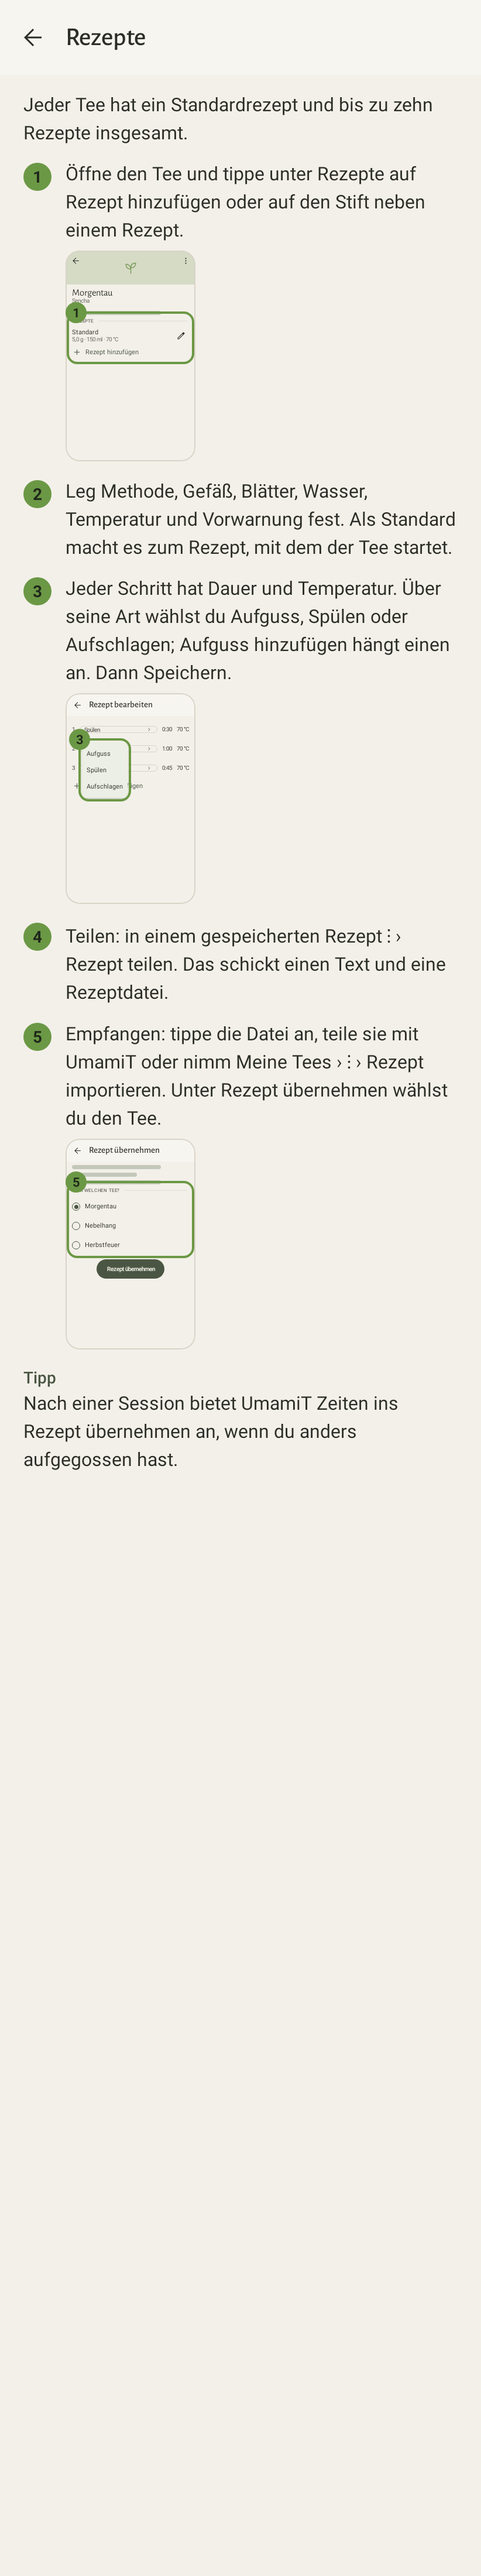 Rezepte
Jeder Tee hat ein Standardrezept und bis zu zehn
Rezepte insgesamt.
1
Öffne den Tee und tippe unter Rezepte auf
Rezept hinzufügen oder auf den Stift neben
einem Rezept.
Morgentau
Sencha
1
Standard
5,0 g · 150 ml · 70 °C
+ Rezept hinzufügen
2
Leg Methode, Gefäß, Blätter, Wasser,
Temperatur und Vorwarnung fest. Als Standard
macht es zum Rezept, mit dem der Tee startet.
3
Jeder Schritt hat Dauer und Temperatur. Über
seine Art wählst du Aufguss, Spülen oder
Aufschlagen; Aufguss hinzufügen hängt einen
an. Dann Speichern.
Rezept bearbeiten
Spülen › 0:30 70 °C
3
› 1:00 70 °C
Aufguss
3 › 0:45 70 °C
Spülen
Aufschlagen
4
Teilen: in einem gespeicherten Rezept ⋮ ›
Rezept teilen. Das schickt einen Text und eine
Rezeptdatei.
5
Empfangen: tippe die Datei an, teile sie mit
UmamiT oder nimm Meine Tees › ⋮ › Rezept
importieren. Unter Rezept übernehmen wählst
du den Tee.
Rezept übernehmen
5
WELCHEN TEE?
Morgentau
Nebelhang
Herbstfeuer
Rezept übernehmen
Tipp
Nach einer Session bietet UmamiT Zeiten ins
Rezept übernehmen an, wenn du anders
aufgegossen hast.